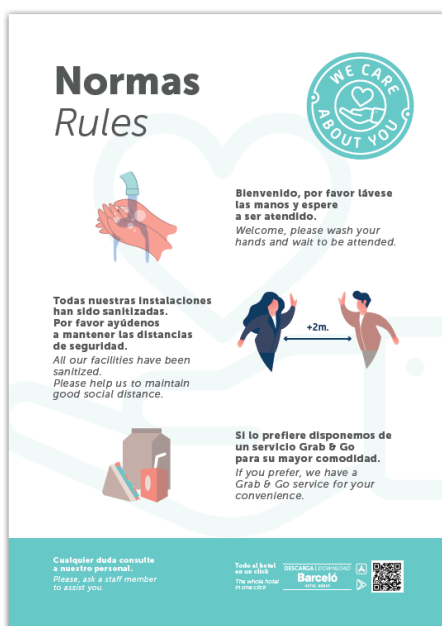 Normas
Rules
WE CARE
ABOUT YOU
Bienvenido, por favor lávese
las manos y espere
a ser atendido.
Welcome, please wash your
hands and wait to be attended.
Todas nuestras instalaciones
han sido sanitizadas.
Por favor ayúdenos
a mantener las distancias
de seguridad.
All our facilities have been
sanitized.
Please help us to maintain
good social distance.
+2m.
Si lo prefiere disponemos de
un servicio Grab & Go
para su mayor comodidad.
If you prefer, we have a
Grab & Go service for your
convenience.
Cualquier duda consulte
a nuestro personal.
Please, ask a staff member
to assist you.
Todo el hotel
en un click
The whole hotel
in one click
DESCARGA | DOWNLOAD
Barceló
HOTEL GROUP